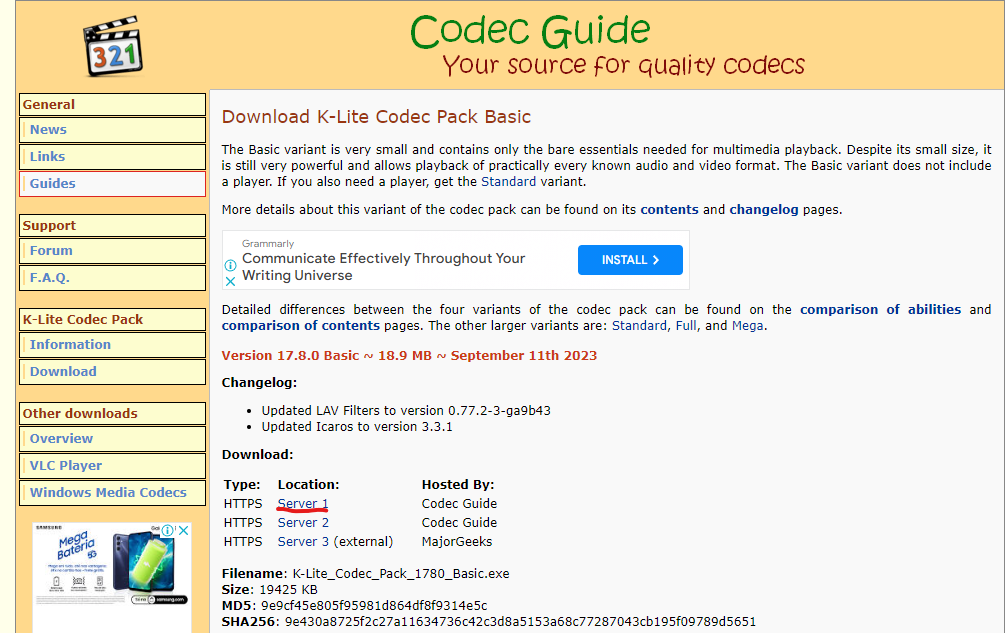 321
Codec Guide
Your source for quality codecs
General
News
Links
Guides
Support
Forum
F.A.Q.
K-Lite Codec Pack
Information
Download
Other downloads
Overview
VLC Player
Windows Media Codecs
SAMSUNG
Mega
Bateria
samsung.com
Download K-Lite Codec Pack Basic
The Basic variant is very small and contains only the bare essentials needed for multimedia playback. Despite its small size, it
is still very powerful and allows playback of practically every known audio and video format. The Basic variant does not include
a player. If you also need a player, get the Standard variant.
More details about this variant of the codec pack can be found on its contents and changelog pages.
Grammarly
Communicate Effectively Throughout Your
Writing Universe
INSTALL
Detailed differences between the four variants of the codec pack can be found on the comparison of abilities and
comparison of contents pages. The other larger variants are: Standard, Full, and Mega.
Version 17.8.0 Basic ~ 18.9 MB ~ September 11th 2023
Changelog:
• Updated LAV Filters to version 0.77.2-3-ga9b43
• Updated Icaros to version 3.3.1
Download:
Type: Location: Hosted By:
HTTPS Server 1 Codec Guide
HTTPS Server 2 Codec Guide
HTTPS Server 3 (external) MajorGeeks
Filename: K-Lite_Codec_Pack_1780_Basic.exe
Size: 19425 KB
MD5: 9e9cf45e805f95981d864df8f9314e5c
SHA256: 9e430a8725f2c27a11634736c42c3d8a5153a68c77287043cb195f09789d5651